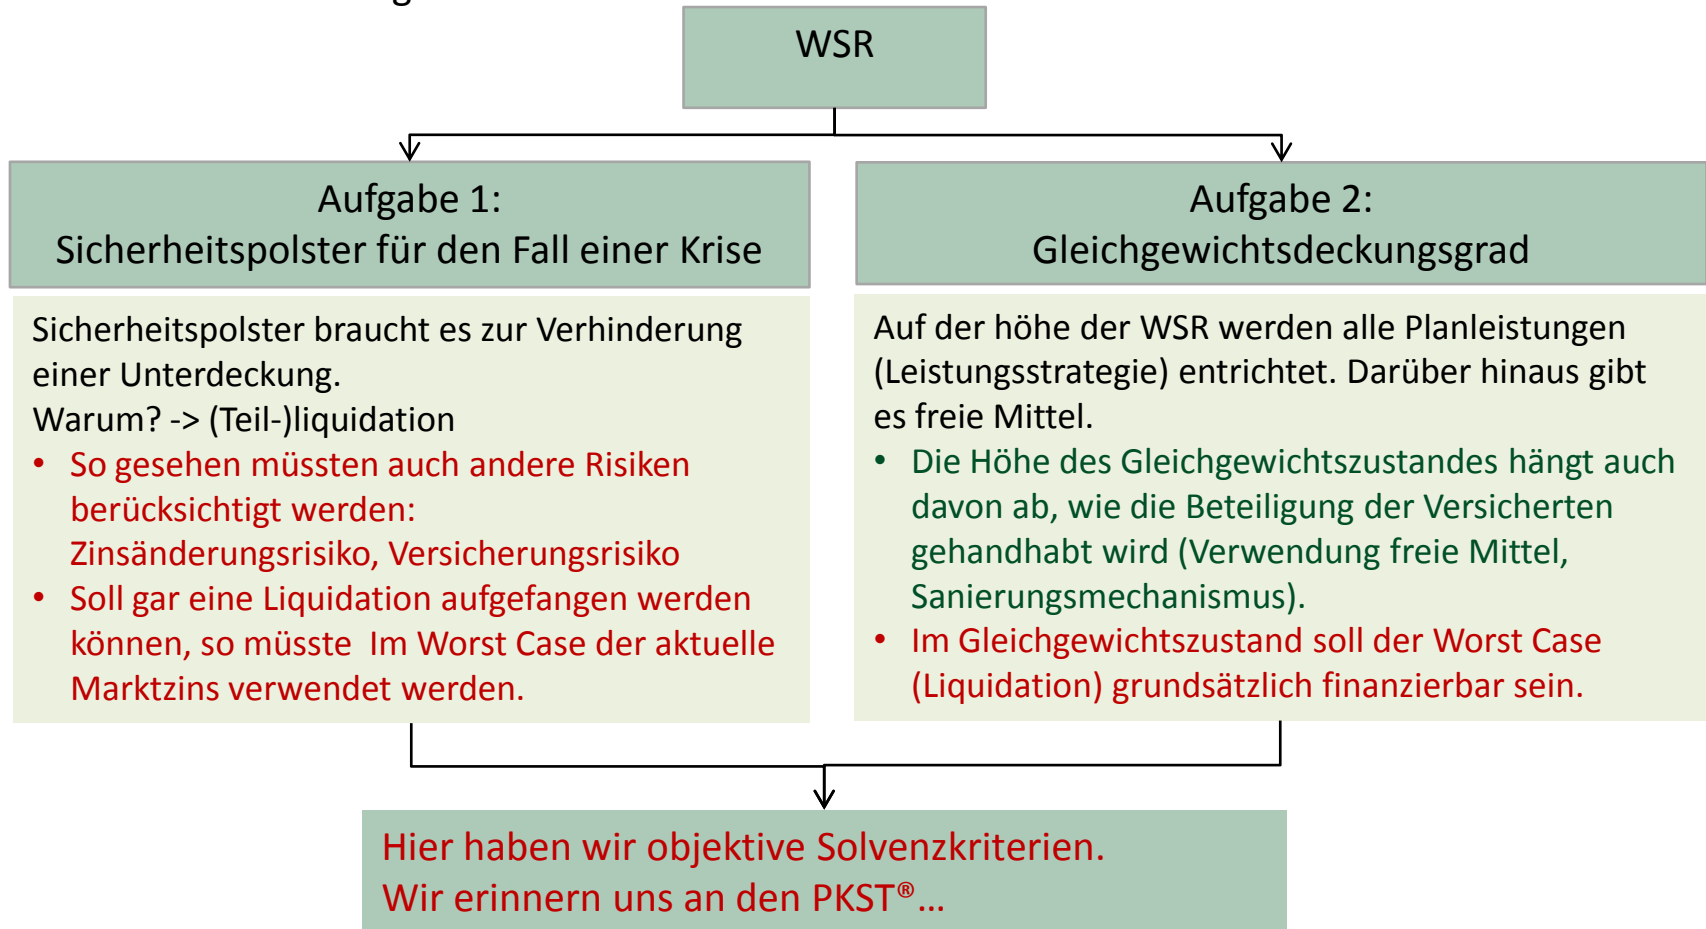 WSR
Aufgabe 1:
Sicherheitspolster für den Fall einer Krise
Sicherheitspolster braucht es zur Verhinderung
einer Unterdeckung.
Warum? -> (Teil-)liquidation
• So gesehen müssten auch andere Risiken
berücksichtigt werden:
Zinsänderungsrisiko, Versicherungsrisiko
• Soll gar eine Liquidation aufgefangen werden
können, so müsste  Im Worst Case der aktuelle
Marktzins verwendet werden.
Aufgabe 2:
Gleichgewichtsdeckungsgrad
Auf der höhe der WSR werden alle Planleistungen
(Leistungsstrategie) entrichtet. Darüber hinaus gibt
es freie Mittel.
• Die Höhe des Gleichgewichtszustandes hängt auch
davon ab, wie die Beteiligung der Versicherten
gehandhabt wird (Verwendung freie Mittel,
Sanierungsmechanismus).
• Im Gleichgewichtszustand soll der Worst Case
(Liquidation) grundsätzlich finanzierbar sein.
Hier haben wir objektive Solvenzkriterien.
Wir erinnern uns an den PKST®…